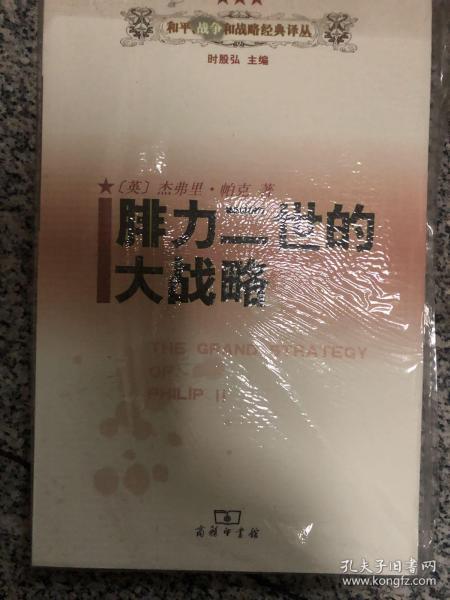 和平、战争和战略经典译丛
时殷弘 主编
〔英〕杰弗里·帕克 著
腓力二世的
大战略
THE GRAND STRATEGY
OF
PHILIP II
商务印书馆
孔夫子旧书网
www.kongfz.com